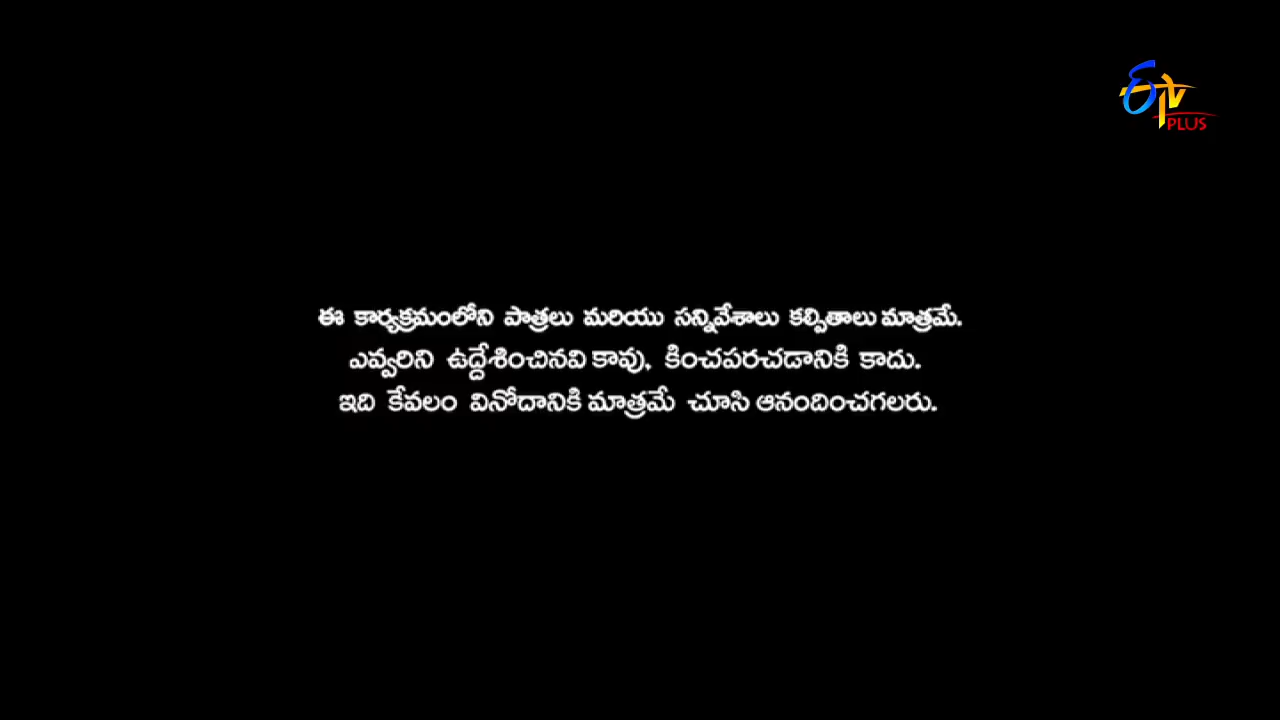 ETV
PLUS
ఈ కార్యక్రమంలోని పాత్రలు మరియు సన్నివేశాలు కల్పితాలు మాత్రమే.
ఎవ్వరిని ఉద్దేశించినవి కావు. కించపరచడానికి కాదు.
ఇది కేవలం వినోదానికి మాత్రమే చూసి ఆనందించగలరు.